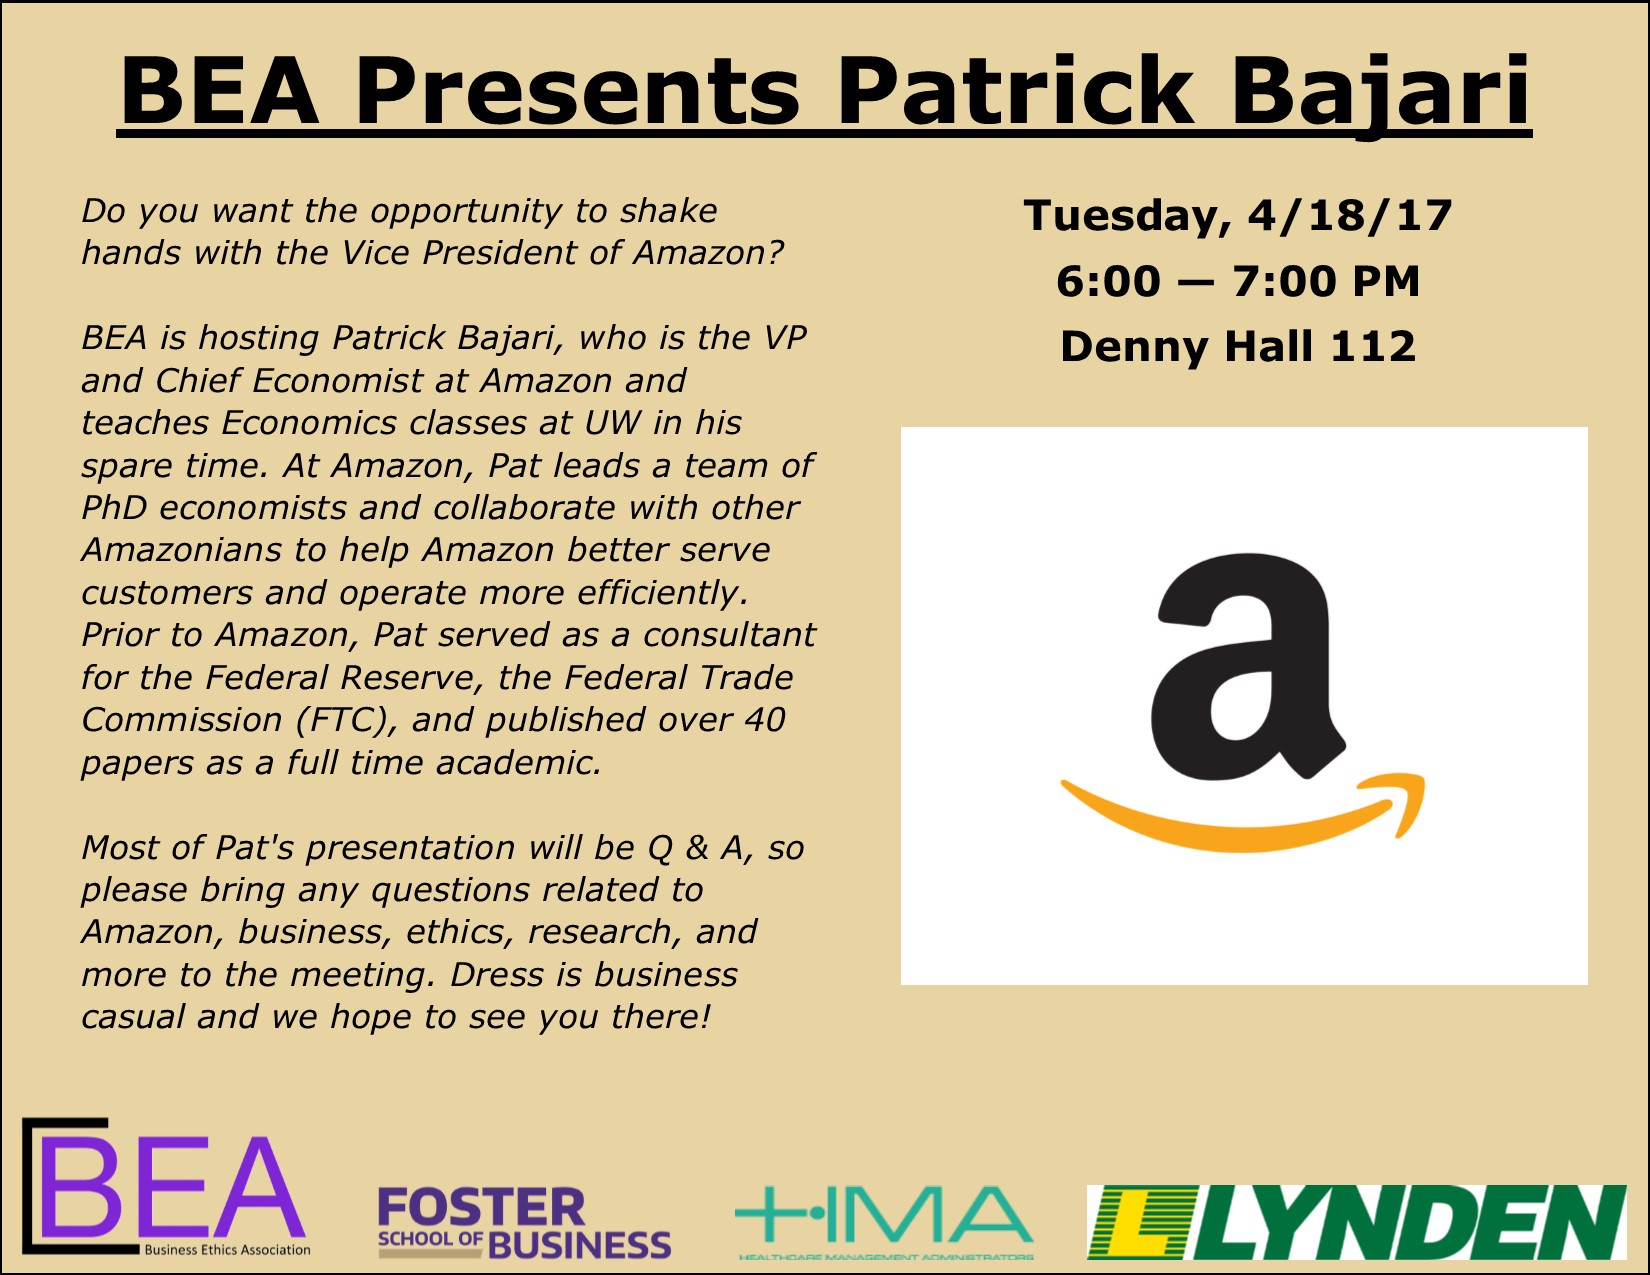 BEA Presents Patrick Bajari
Do you want the opportunity to shake
hands with the Vice President of Amazon?
BEA is hosting Patrick Bajari, who is the VP
and Chief Economist at Amazon and
teaches Economics classes at UW in his
spare time. At Amazon, Pat leads a team of
PhD economists and collaborate with other
Amazonians to help Amazon better serve
customers and operate more efficiently.
Prior to Amazon, Pat served as a consultant
for the Federal Reserve, the Federal Trade
Commission (FTC), and published over 40
papers as a full time academic.
Most of Pat's presentation will be Q & A, so
please bring any questions related to
Amazon, business, ethics, research, and
more to the meeting. Dress is business
casual and we hope to see you there!
Tuesday, 4/18/17
6:00 — 7:00 PM
Denny Hall 112
a
BEA
Business Ethics Association
FOSTER
SCHOOL OF BUSINESS
HMA
HEALTHCARE MANAGEMENT ADMINISTRATORS
L LYNDEN